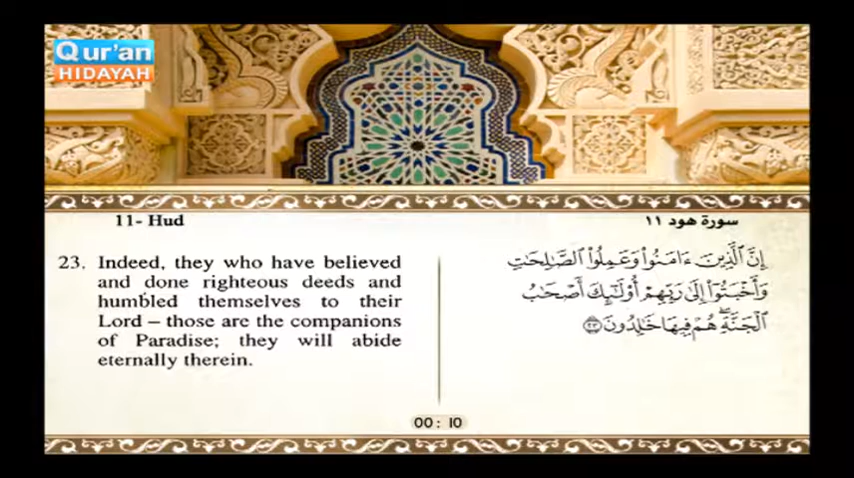 Qur'an
HIDAYAH
11- Hud
سورة هود ١١
23. Indeed, they who have believed
and done righteous deeds and
humbled themselves to their
Lord – those are the companions
of Paradise; they will abide
eternally therein.
إِنَّ ٱلَّذِينَ ءَامَنُوا۟ وَعَمِلُوا۟ ٱلصَّـٰلِحَـٰتِ
وَأَخْبَتُوٓا۟ إِلَىٰ رَبِّهِمْ أُو۟لَـٰٓئِكَ أَصْحَـٰبُ
ٱلْجَنَّةِ ۖ هُمْ فِيهَا خَـٰلِدُونَ ٢٣
00: 10